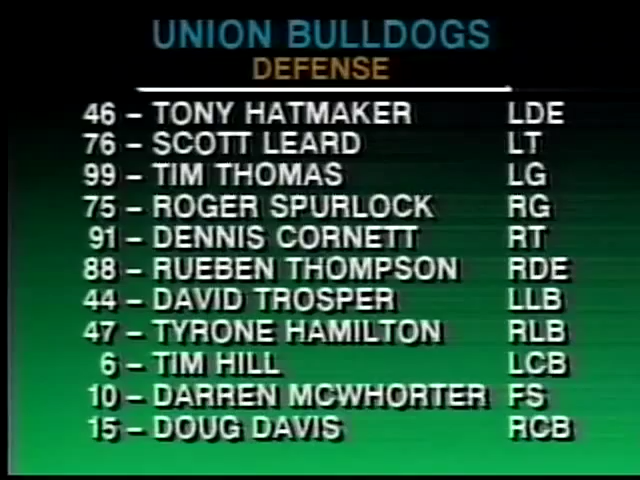 UNION BULLDOGS
DEFENSE
46 - TONY HATMAKER LDE
76 - SCOTT LEARD LT
99 - TIM THOMAS LG
75 - ROGER SPURLOCK RG
91 - DENNIS CORNETT RT
88 - RUEBEN THOMPSON RDE
44 - DAVID TROSPER LLB
47 - TYRONE HAMILTON RLB
6 - TIM HILL LCB
10 - DARREN MCWHORTER FS
15 - DOUG DAVIS RCB